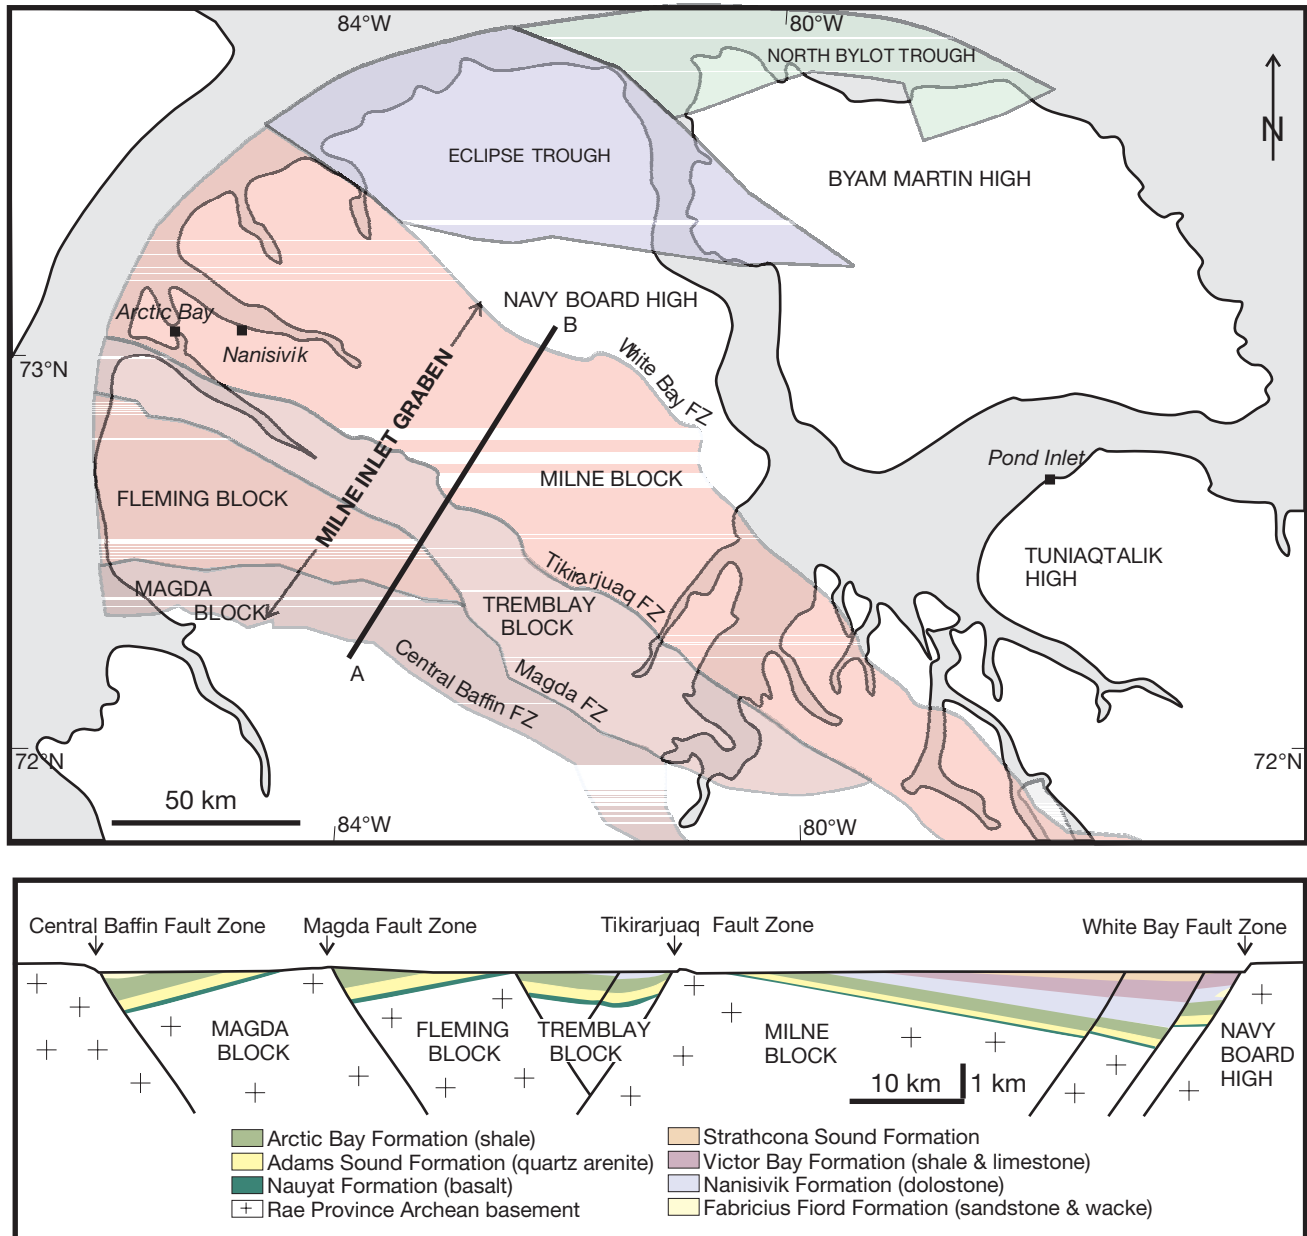 84°W
80°W
NORTH BYLOT TROUGH
N
ECLIPSE TROUGH
BYAM MARTIN HIGH
NAVY BOARD HIGH
Arctic Bay
B
Nanisivik
73°N
White Bay FZ
MILNE INLET GRABEN
Pond Inlet
MILNE BLOCK
FLEMING BLOCK
TUNIAQTALIK
HIGH
Tikirarjuaq FZ
MAGDA
BLOCK
TREMBLAY
BLOCK
A
Central Baffin FZ
Magda FZ
72°N
72°N
50 km
84°W
80°W
Central Baffin Fault Zone
Magda Fault Zone
Tikirarjuaq Fault Zone
White Bay Fault Zone
MAGDA
BLOCK
FLEMING
BLOCK
TREMBLAY
BLOCK
MILNE
BLOCK
NAVY
BOARD
HIGH
10 km
1 km
Arctic Bay Formation (shale)
Adams Sound Formation (quartz arenite)
Nauyat Formation (basalt)
Rae Province Archean basement
Strathcona Sound Formation
Victor Bay Formation (shale & limestone)
Nanisivik Formation (dolostone)
Fabricius Fiord Formation (sandstone & wacke)